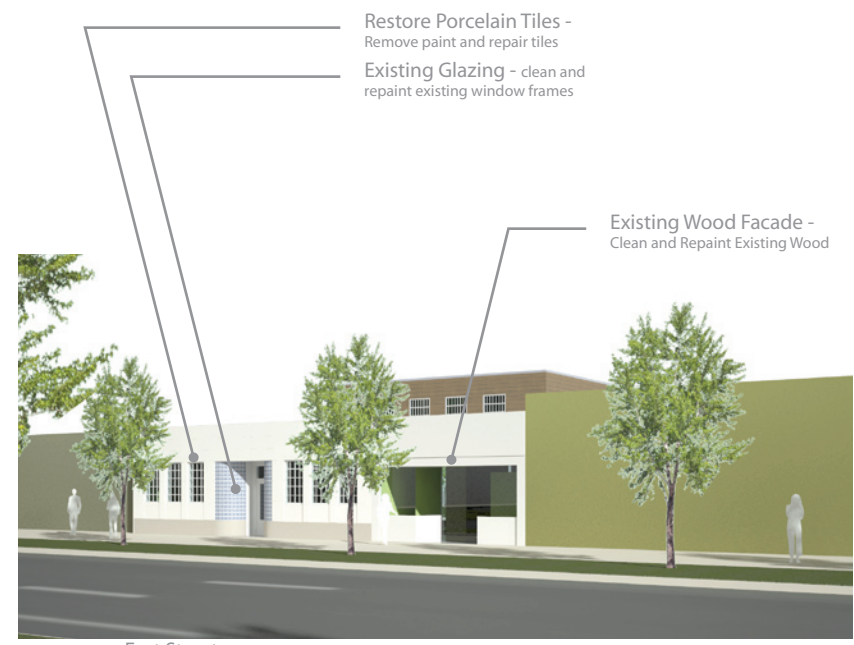 Restore Porcelain Tiles -
Remove paint and repair tiles
Existing Glazing - clean and
repaint existing window frames
Existing Wood Facade -
Clean and Repaint Existing Wood